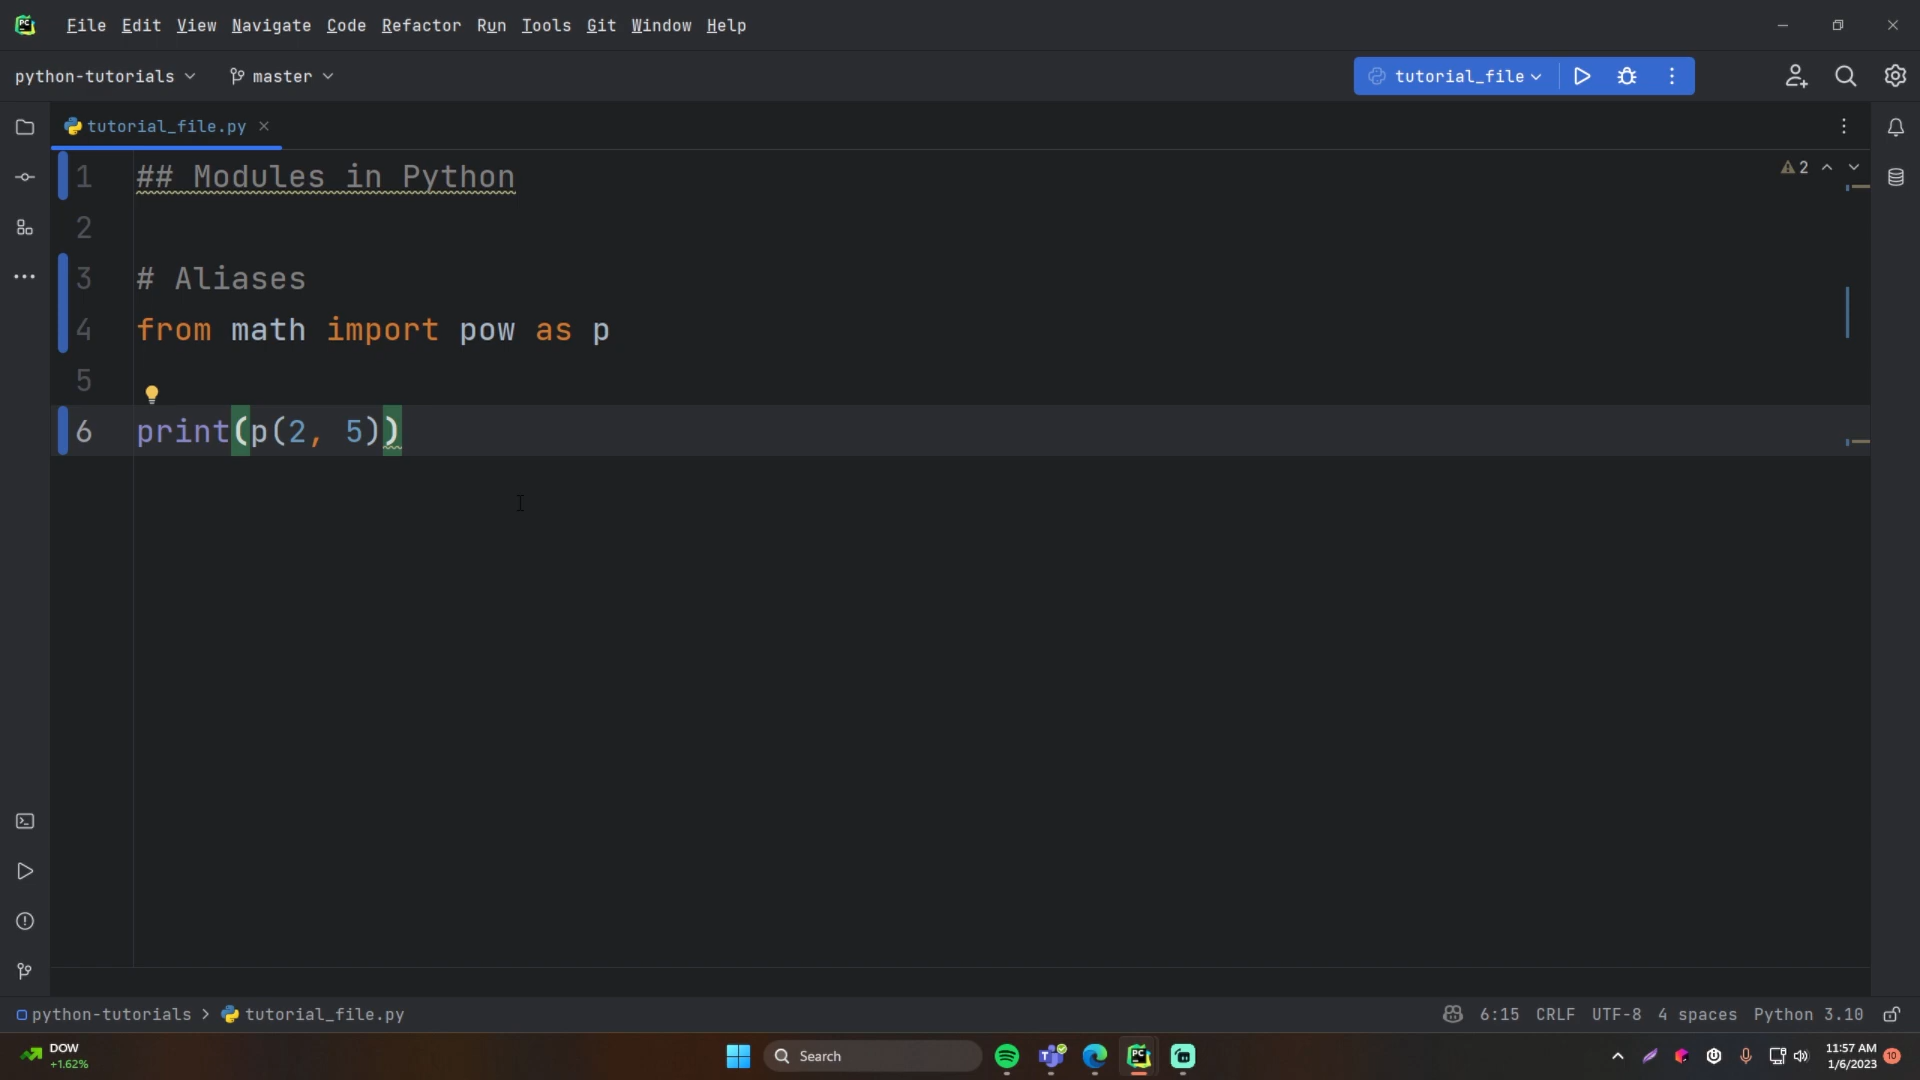 PC
File Edit View Navigate Code Refactor Run Tools Git Window Help
python-tutorials master tutorial_file
tutorial_file.py
2
1 ## Modules in Python
2
3 # Aliases
4 from math import pow as p
5
6 print(p(2, 5))
python-tutorials > tutorial_file.py 6:15 CRLF UTF-8 4 spaces Python 3.10
DOW
+1.62%
Search
PC
11:57 AM
1/6/2023
10